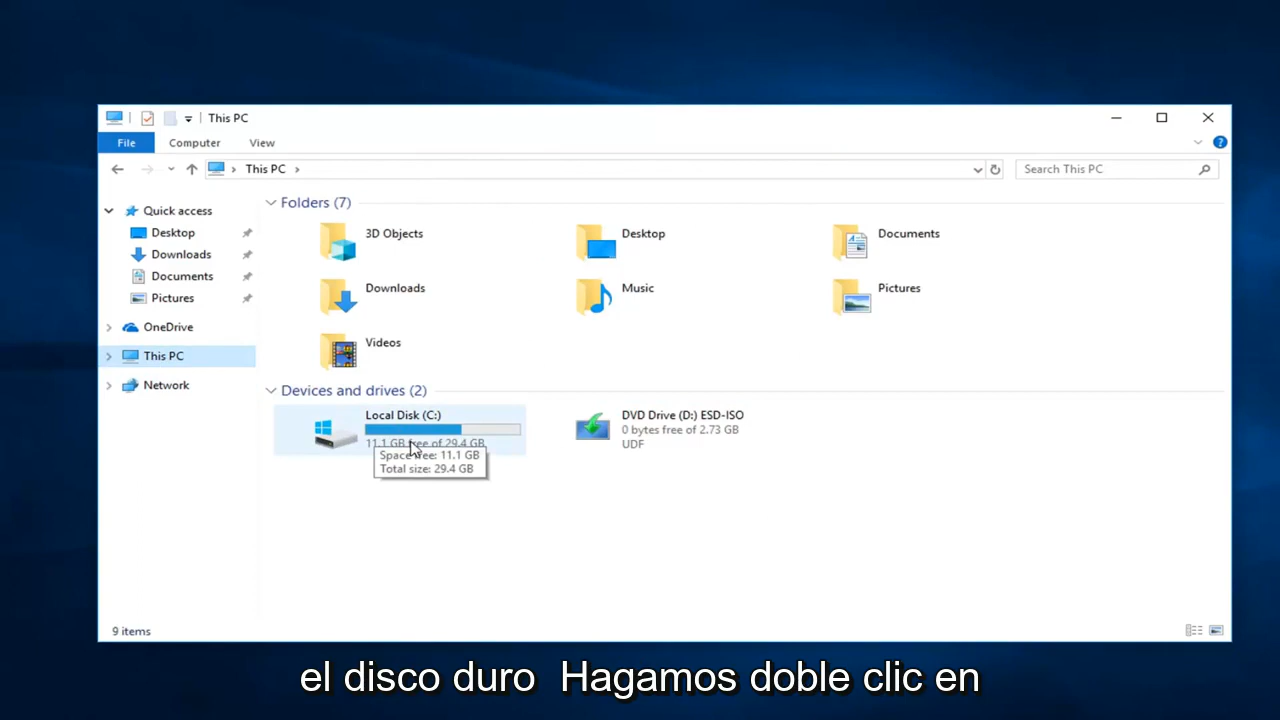 This PC
File
Computer
View
This PC
Search This PC
Quick access
Desktop
Downloads
Documents
Pictures
OneDrive
This PC
Network
Folders (7)
3D Objects
Desktop
Documents
Downloads
Music
Pictures
Videos
Devices and drives (2)
Local Disk (C:)
11.1 GB free of 29.4 GB
Space free: 11.1 GB
Total size: 29.4 GB
DVD Drive (D:) ESD-ISO
0 bytes free of 2.73 GB
UDF
9 items
el disco duro Hagamos doble clic en